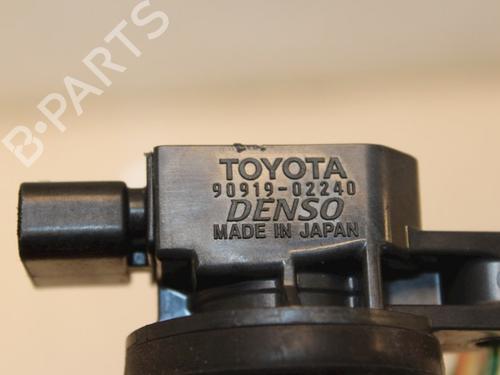 B-PARTS
TOYOTA
90919-02240
DENSO
MADE IN JAPAN